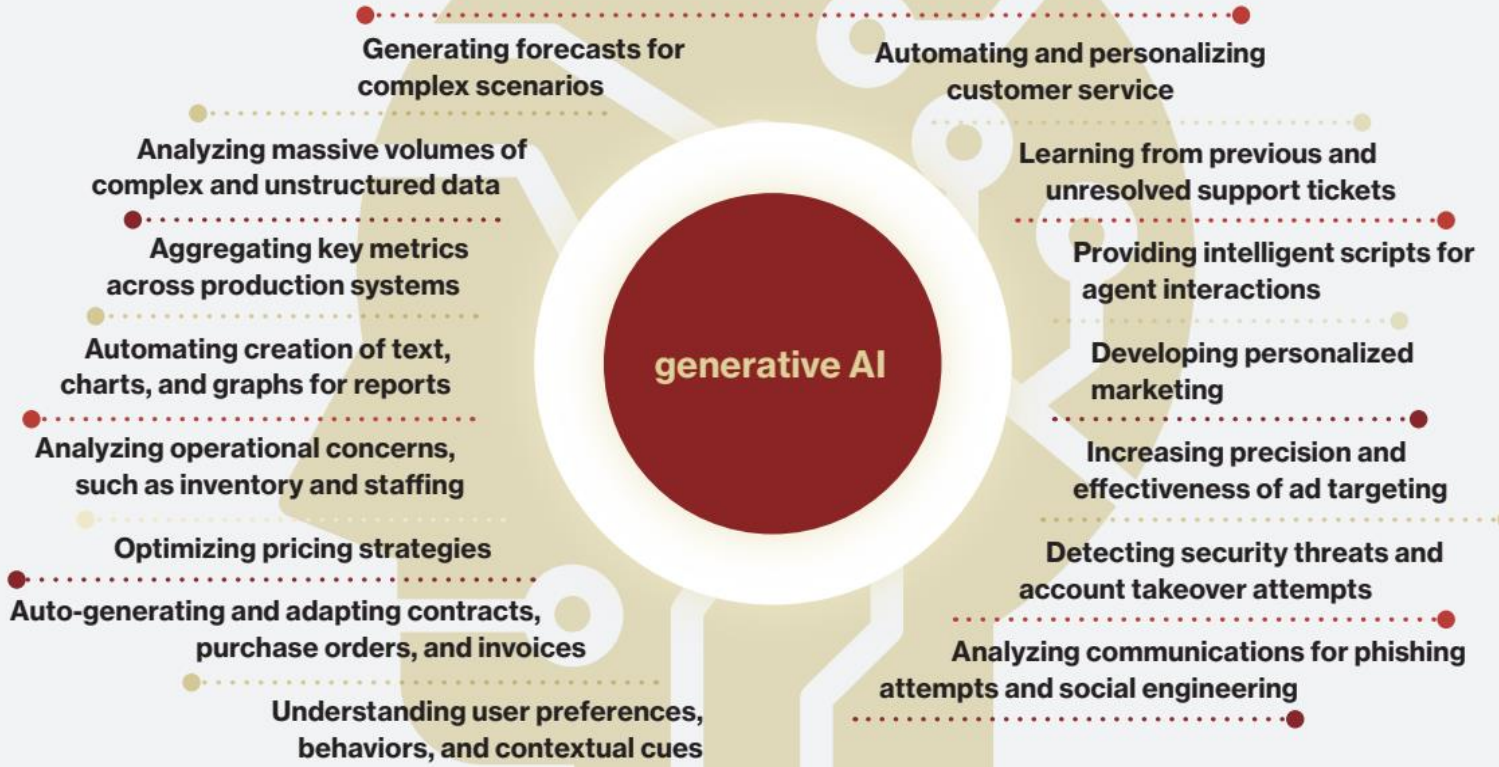 Generating forecasts for
complex scenarios
Analyzing massive volumes of
complex and unstructured data
Aggregating key metrics
across production systems
Automating creation of text,
charts, and graphs for reports
Analyzing operational concerns,
such as inventory and staffing
Optimizing pricing strategies
Auto-generating and adapting contracts,
purchase orders, and invoices
Understanding user preferences,
behaviors, and contextual cues
generative AI
Automating and personalizing
customer service
Learning from previous and
unresolved support tickets
Providing intelligent scripts for
agent interactions
Developing personalized
marketing
Increasing precision and
effectiveness of ad targeting
Detecting security threats and
account takeover attempts
Analyzing communications for phishing
attempts and social engineering